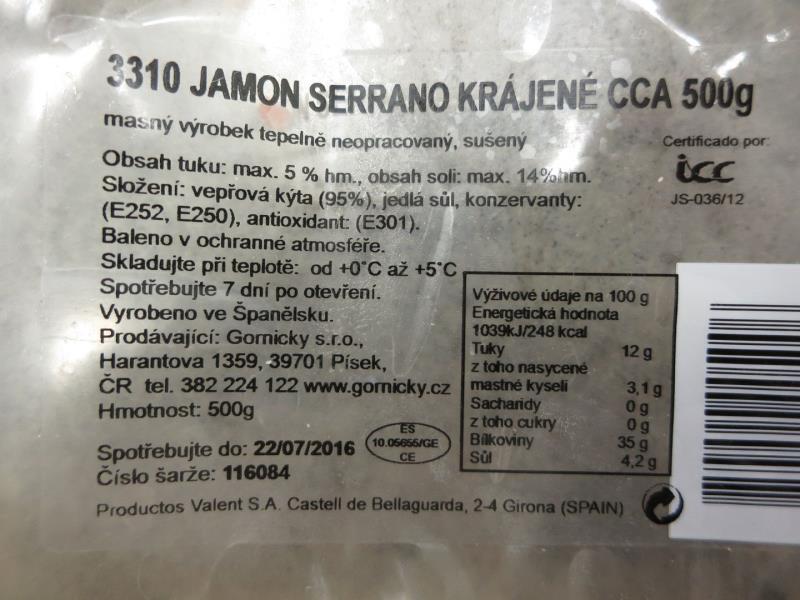 3310 JAMON SERRANO KRÁJENÉ CCA 500g
masný výrobek tepelně neopracovaný, sušený
Obsah tuku: max. 5 % hm., obsah soli: max. 14%hm.
Složení: vepřová kýta (95%), jedlá sůl, konzervanty:
(E252, E250), antioxidant: (E301).
Baleno v ochranné atmosféře.
Skladujte při teplotě: od +0°C až +5°C
Spotřebujte 7 dní po otevření.
Vyrobeno ve Španělsku.
Prodávající: Gornicky s.r.o.,
Harantova 1359, 39701 Písek,
ČR tel. 382 224 122 www.gornicky.cz
Hmotnost: 500g
Spotřebujte do: 22/07/2016
Číslo šarže: 116084
ES
10.05655/GE
CE
Certificado por:
icc
JS-036/12
Výživové údaje na 100 g
Energetická hodnota
1039kJ/248 kcal
Tuky 12 g
z toho nasycené
mastné kyseli 3,1 g
Sacharidy 0 g
z toho cukry 0 g
Bílkoviny 35 g
Sůl 4,2 g
Productos Valent S.A. Castell de Bellaguarda, 2-4 Girona (SPAIN)